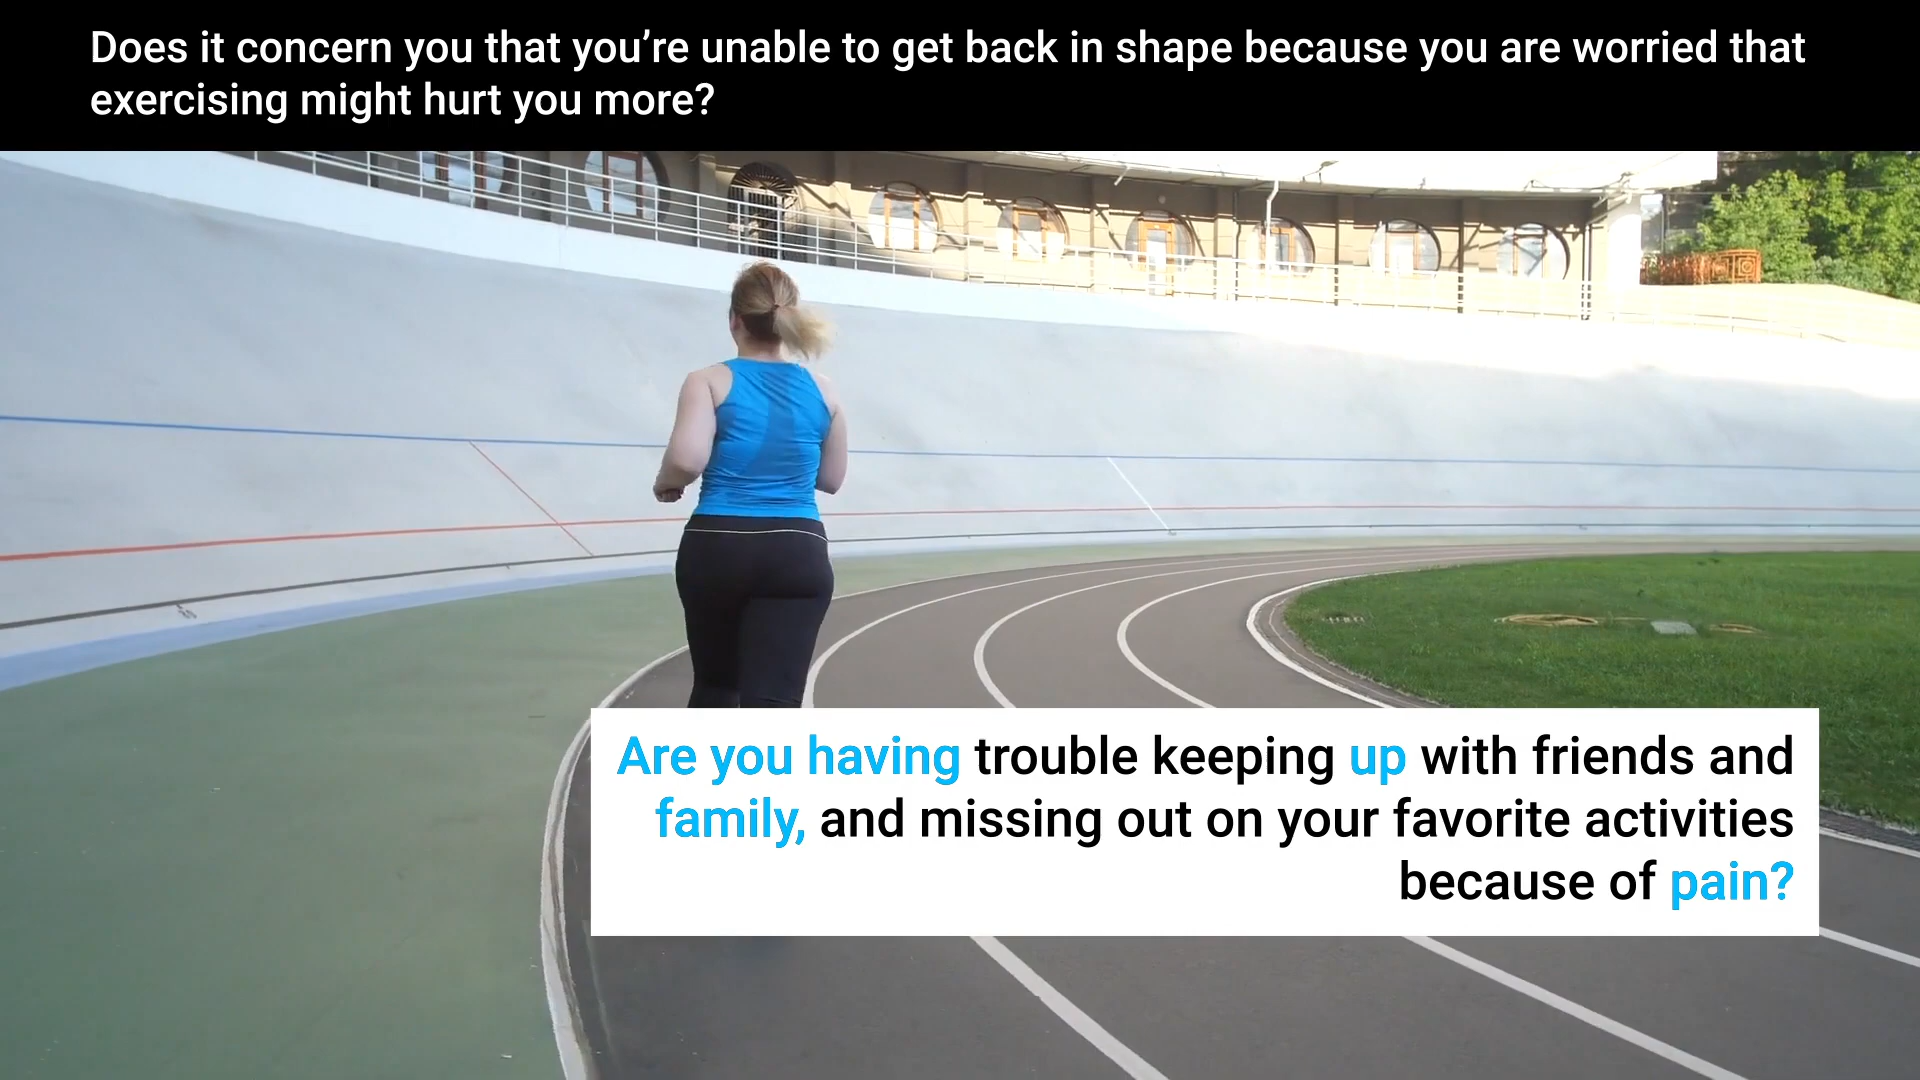 Does it concern you that you’re unable to get back in shape because you are worried that
exercising might hurt you more?
Are you having trouble keeping up with friends and
family, and missing out on your favorite activities
because of pain?